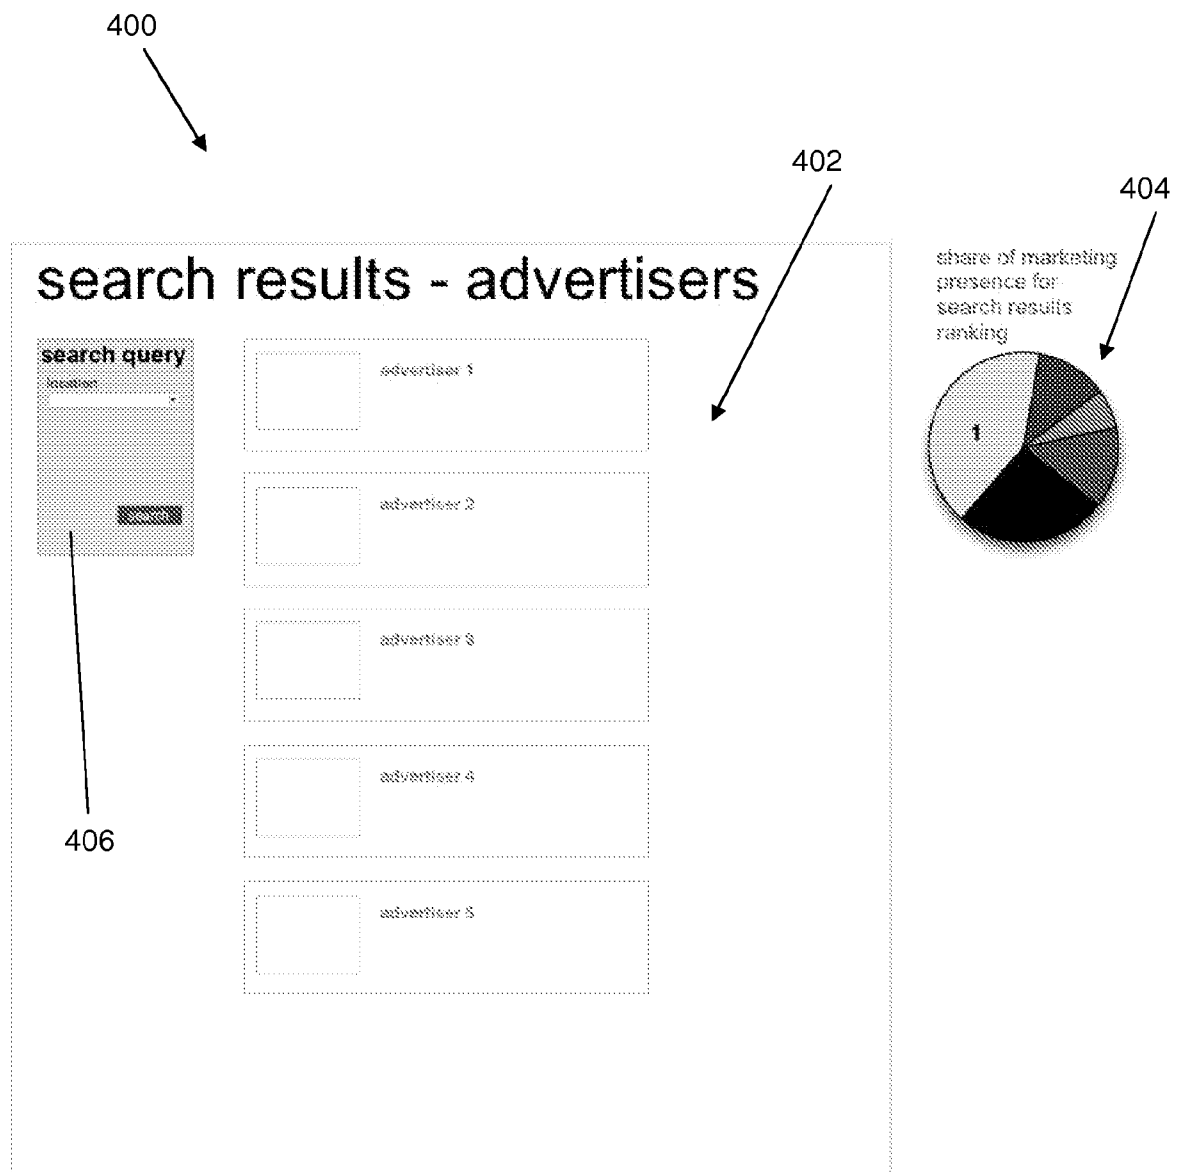 400
402
404
search results - advertisers
share of marketing
presence for
search results
ranking
search query
location
search
advertiser 1
advertiser 2
advertiser 3
advertiser 4
advertiser 5
1
406